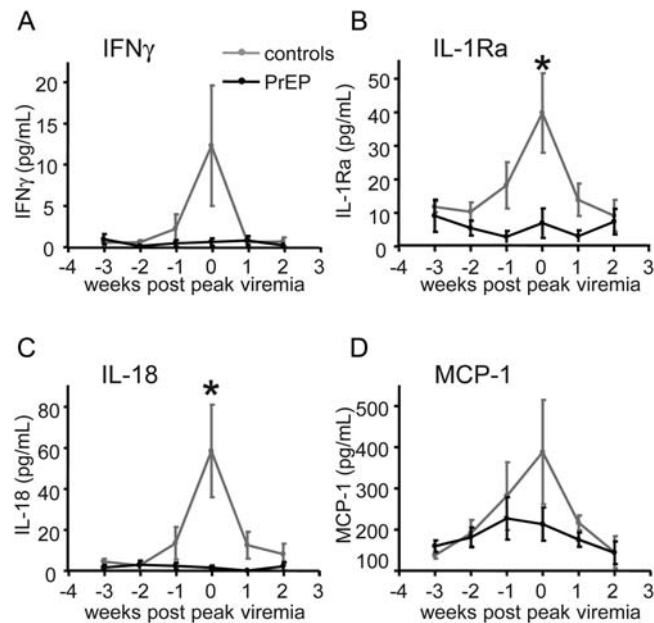 A
IFNγ
controls
PrEP
IFNγ (pg/mL)
20
15
10
5
0
-4 -3 -2 -1 0 1 2 3
weeks post peak viremia
B
IL-1Ra
*
IL-1Ra (pg/mL)
50
40
30
20
10
0
-4 -3 -2 -1 0 1 2 3
weeks post peak viremia
C
IL-18
*
IL-18 (pg/mL)
80
60
40
20
0
-4 -3 -2 -1 0 1 2 3
weeks post peak viremia
D
MCP-1
MCP-1 (pg/mL)
500
400
300
200
100
-4 -3 -2 -1 0 1 2 3
weeks post peak viremia